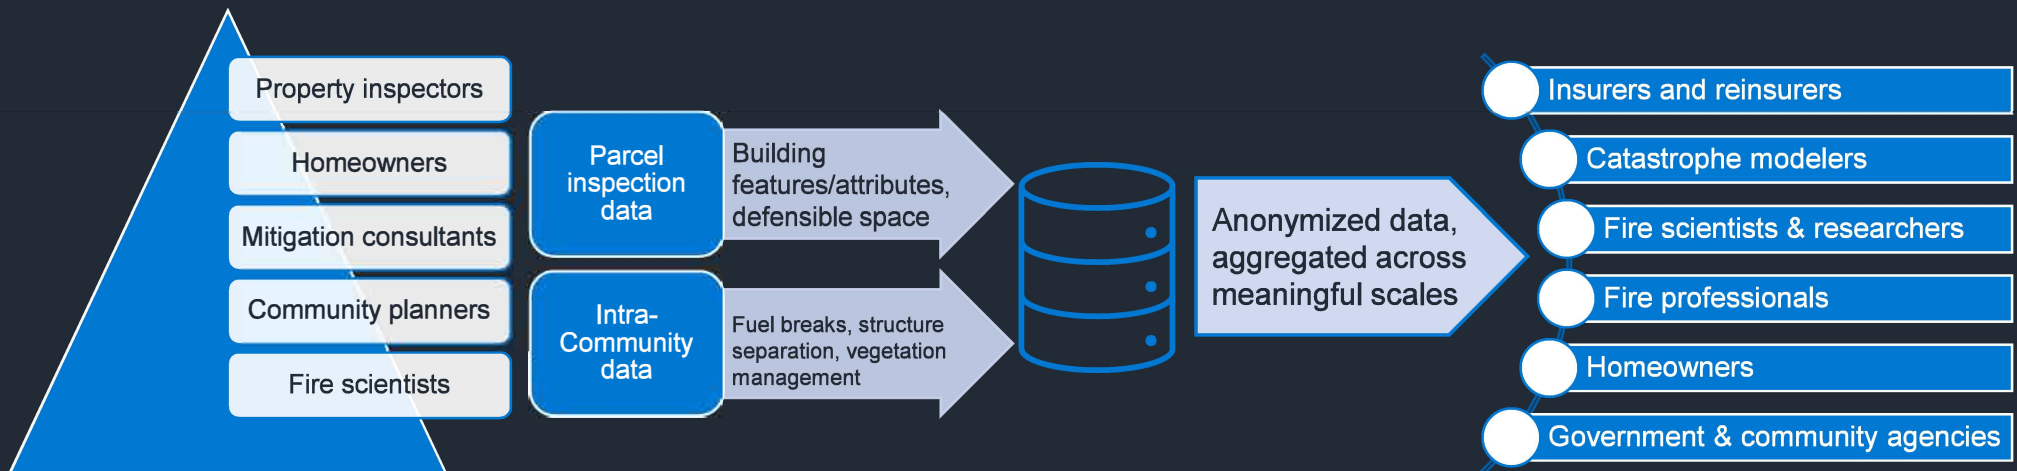 Property inspectors
Homeowners
Mitigation consultants
Community planners
Fire scientists
Parcel
inspection
data
Building
features/attributes,
defensible space
Intra-
Community
data
Fuel breaks, structure
separation, vegetation
management
Anonymized data,
aggregated across
meaningful scales
Insurers and reinsurers
Catastrophe modelers
Fire scientists & researchers
Fire professionals
Homeowners
Government & community agencies